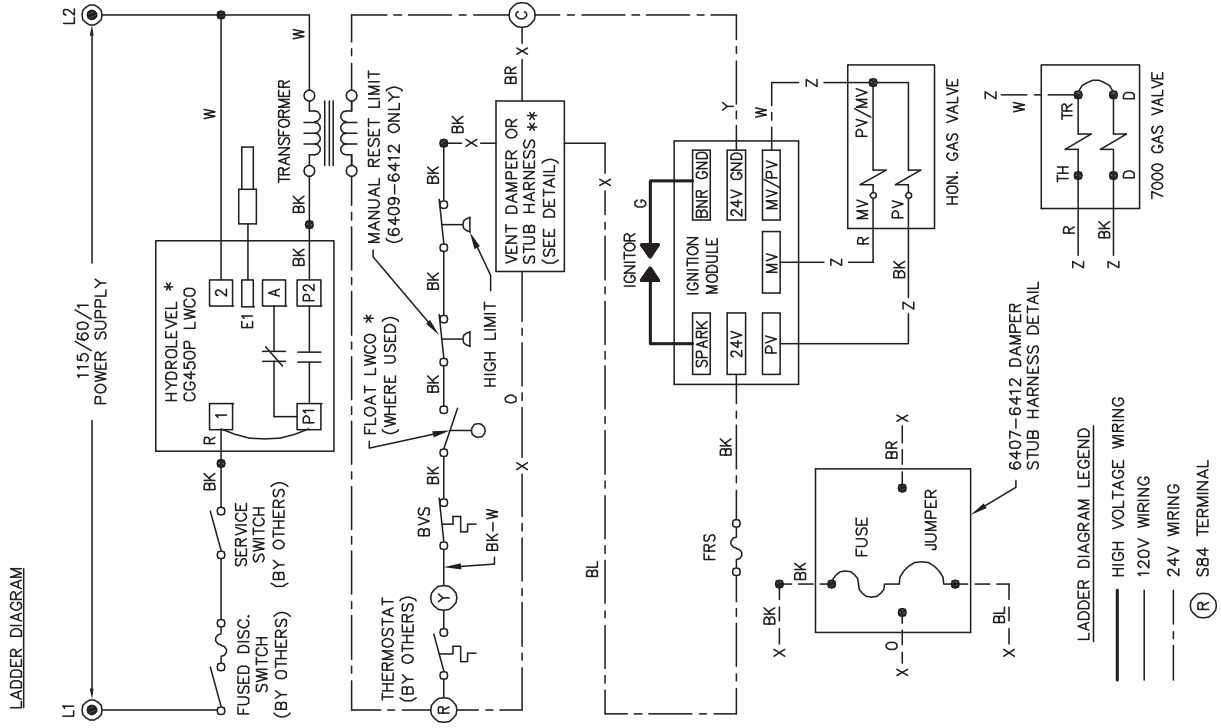 LADDER DIAGRAM
L1
115/60/1
POWER SUPPLY
L2
FUSED DISC.
SWITCH
(BY OTHERS)
SERVICE
SWITCH
(BY OTHERS)
BK
R
HYDROLEVEL *
CG450P LWCO
1
2
E1
A
P1
P2
W
BK
BK
TRANSFORMER
W
THERMOSTAT
(BY OTHERS)
R
Y
BK-W
BVS
BK
FLOAT LWCO *
(WHERE USED)
BK
MANUAL RESET LIMIT
(6409-6412 ONLY)
BK
HIGH LIMIT
BK
BK
X
VENT DAMPER OR
STUB HARNESS **
(SEE DETAIL)
BR
X
C
X
O
X
BL
X
FRS
BK
IGNITOR
G
SPARK
BNR GND
IGNITION
MODULE
24V
24V GND
PV
MV
MV/PV
Y
W
Z
Z
R
BK
Z
MV
PV
PV/MV
HON. GAS VALVE
Z
W
TH
TR
D
D
R
Z
BK
Z
7000 GAS VALVE
X
BK
BK
FUSE
JUMPER
X
O
BR
X
BL
X
6407-6412 DAMPER
STUB HARNESS DETAIL
LADDER DIAGRAM LEGEND
HIGH VOLTAGE WIRING
120V WIRING
24V WIRING
R
S84 TERMINAL